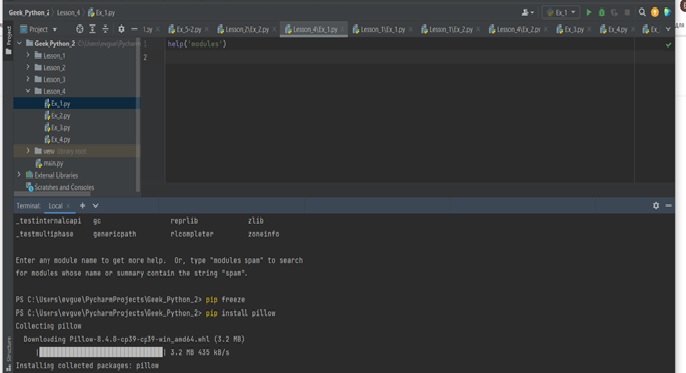 Geek_Python_2 Lesson_4 Ex_1.py
Ex_1
Project
1.py Ex_5-2.py Lesson_2\Ex_2.py Lesson_4\Ex_1.py Lesson_1\Ex_1.py Lesson_1\Ex_2.py Lesson_4\Ex_2.py Ex_3.py Ex_4.py Ex_
Project
Geek_Python_2 C:\Users\evgue\Pycharm
Lesson_1
Lesson_2
Lesson_3
Lesson_4
Ex_1.py
Ex_2.py
Ex_3.py
Ex_4.py
venv library root
main.py
External Libraries
Scratches and Consoles
1 help('modules')
2
Terminal: Local
_testinternalcapi gc reprlib zlib
_testmultiphase genericpath rlcompleter zoneinfo
Enter any module name to get more help. Or, type "modules spam" to search
for modules whose name or summary contain the string "spam".
PS C:\Users\evgue\PycharmProjects\Geek_Python_2> pip freeze
PS C:\Users\evgue\PycharmProjects\Geek_Python_2> pip install pillow
Collecting pillow
Downloading Pillow-8.4.0-cp39-cp39-win_amd64.whl (3.2 MB)
3.2 MB 435 kB/s
Installing collected packages: pillow
Structure